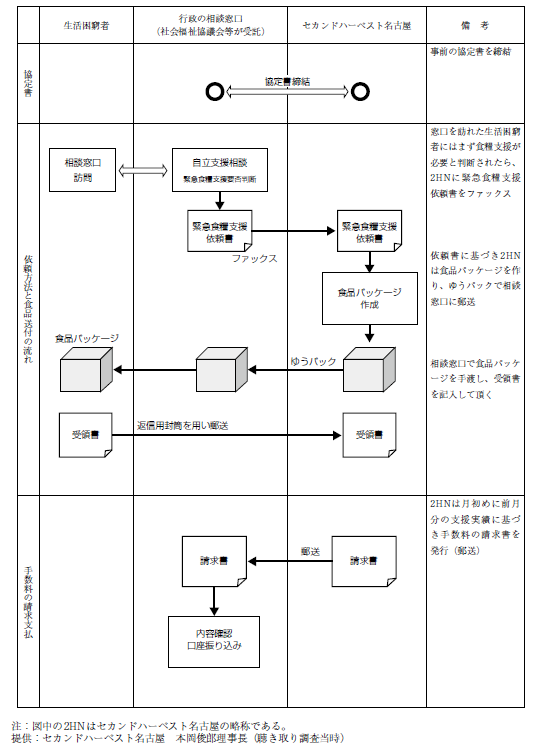 生活困窮者
行政の相談窓口
(社会福祉協議会等が受託)
セカンドハーベスト名古屋
備　考
協定書
協定書締結
事前の協定書を締結
依頼方法と食品送付の流れ
相談窓口
訪問
自立支援相談
緊急食糧支援要否判断
窓口を訪れた生活困窮
者にはまず食糧支援が
必要と判断されたら、
2HNに緊急食糧支援
依頼書をファックス
緊急食糧支援
依頼書
ファックス
緊急食糧支援
依頼書
食品パッケージ
作成
依頼書に基づき2HN
は食品パッケージを作
り、ゆうパックで相談
窓口に郵送
食品パッケージ
ゆうパック
相談窓口で食品パッケ
ージを手渡し、受領書
を記入して頂く
受領書
返信用封筒を用い郵送
受領書
手数料の請求支払
2HNは月初めに前月
分の支援実績に基づ
き手数料の請求書を
発行（郵送）
請求書
郵送
請求書
内容確認
口座振り込み
注：図中の2HNはセカンドハーベスト名古屋の略称である。
提供：セカンドハーベスト名古屋　本岡俊郎理事長（聴き取り調査当時）